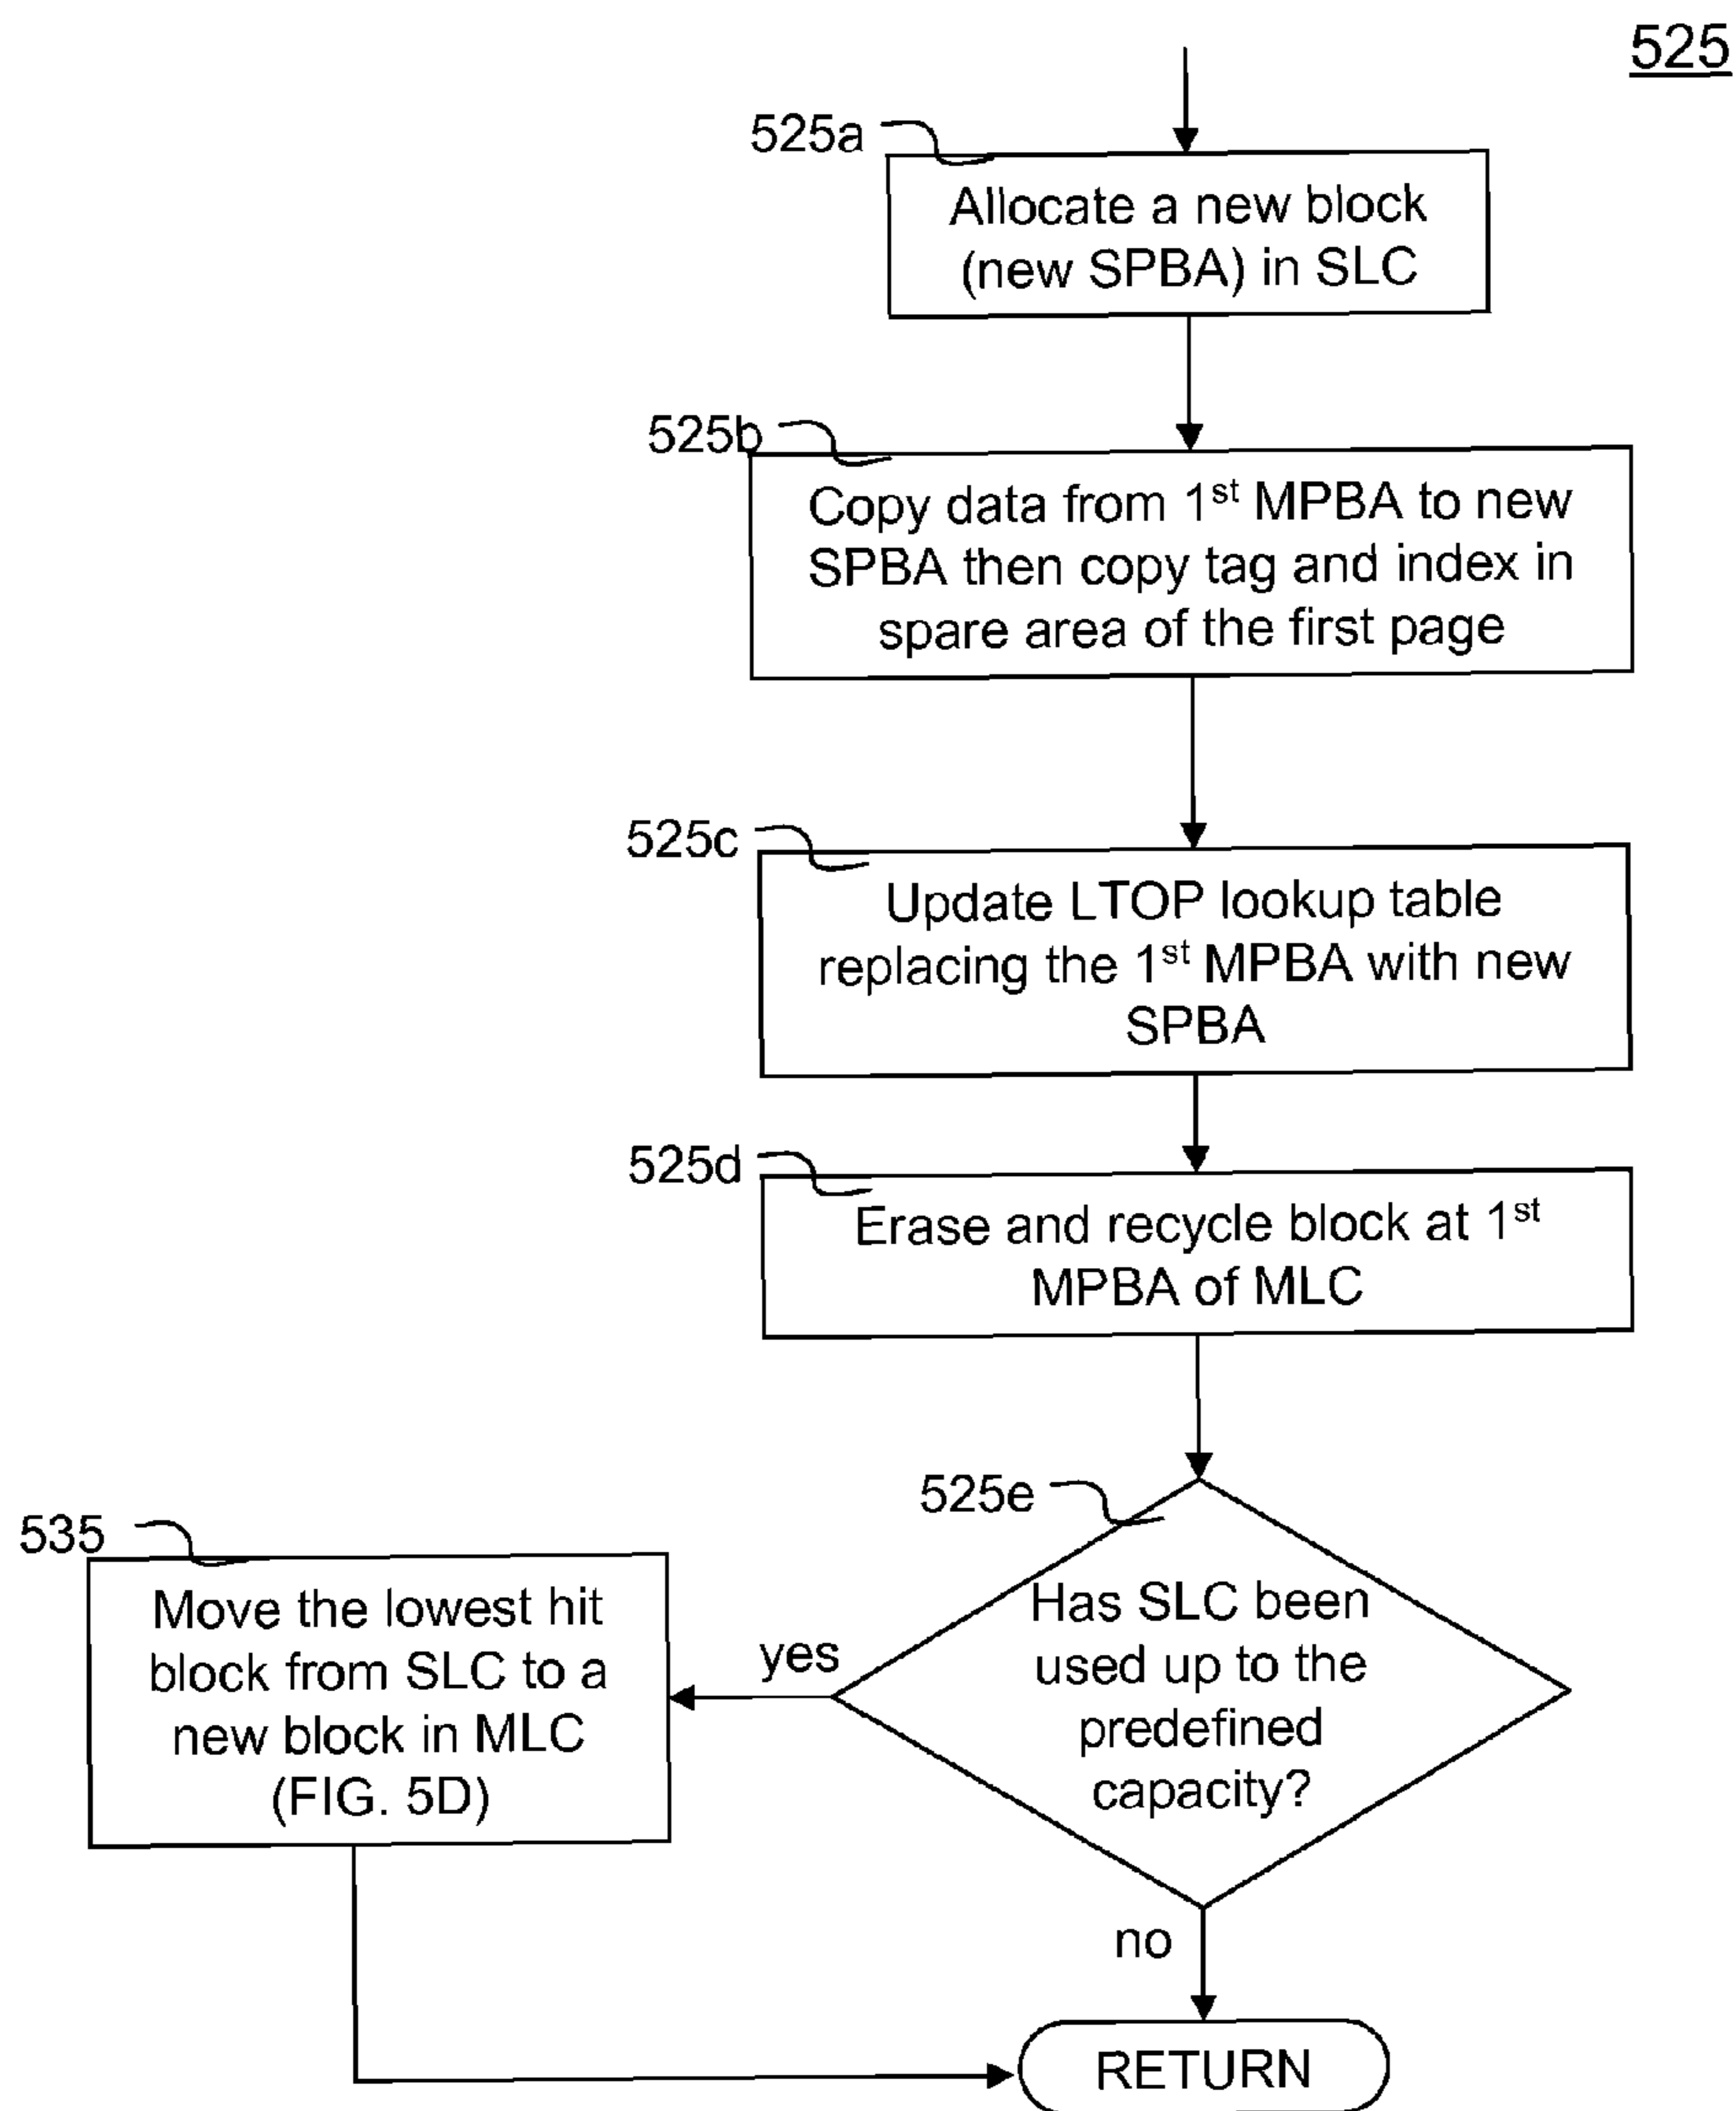 525
525a
Allocate a new block
(new SPBA) in SLC
525b
Copy data from 1st MPBA to new
SPBA then copy tag and index in
spare area of the first page
525c
Update LTOP lookup table
replacing the 1st MPBA with new
SPBA
525d
Erase and recycle block at 1st
MPBA of MLC
525e
Has SLC been
used up to the
predefined
capacity?
yes
535
Move the lowest hit
block from SLC to a
new block in MLC
(FIG. 5D)
no
RETURN